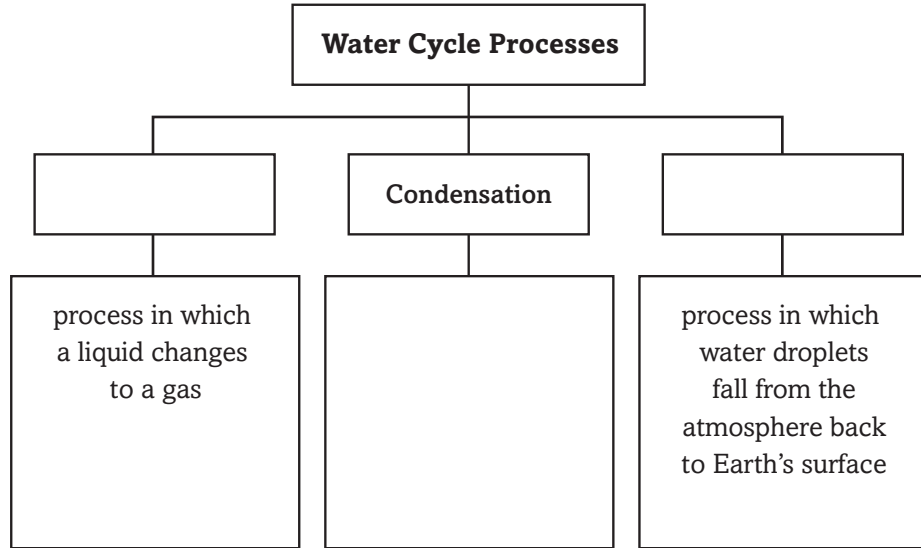 Water Cycle Processes
Condensation
process in which
a liquid changes
to a gas
process in which
water droplets
fall from the
atmosphere back
to Earth’s surface